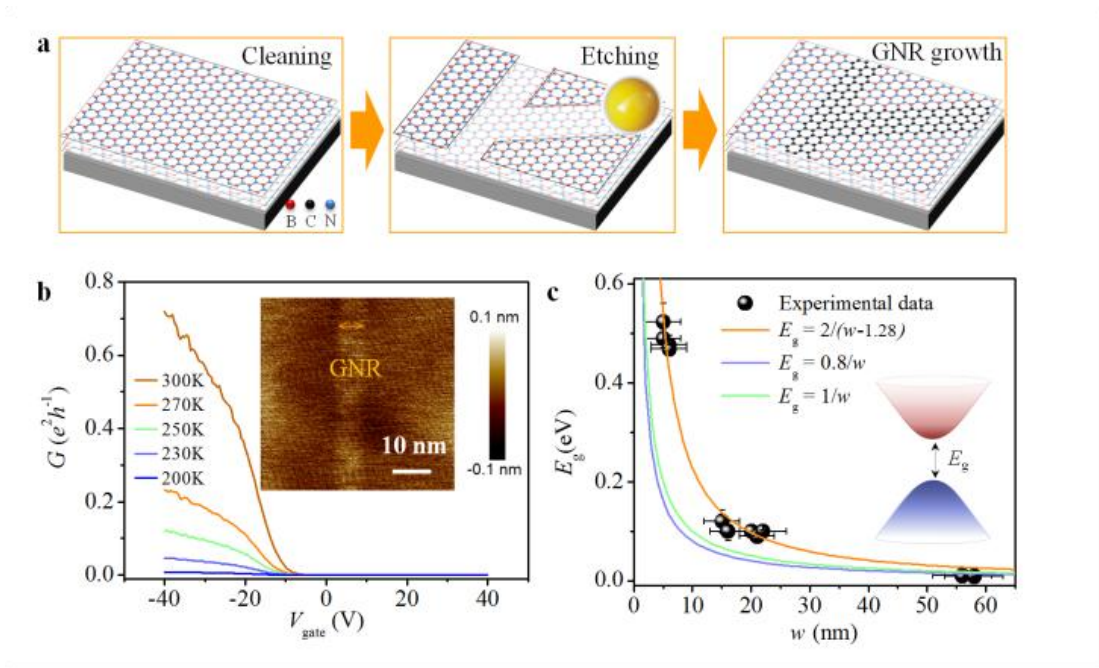 a
Cleaning
Etching
GNR growth
B C N
b
G (e²h⁻¹)
0.8
0.6
0.4
0.2
0.0
300K
270K
250K
230K
200K
GNR
10 nm
0.1 nm
-0.1 nm
-40 -20 0 20 40
V_gate (V)
c
E_g(eV)
0.6
0.4
0.2
0.0
Experimental data
E_g = 2/(w-1.28)
E_g = 0.8/w
E_g = 1/w
E_g
0 10 20 30 40 50 60
w (nm)